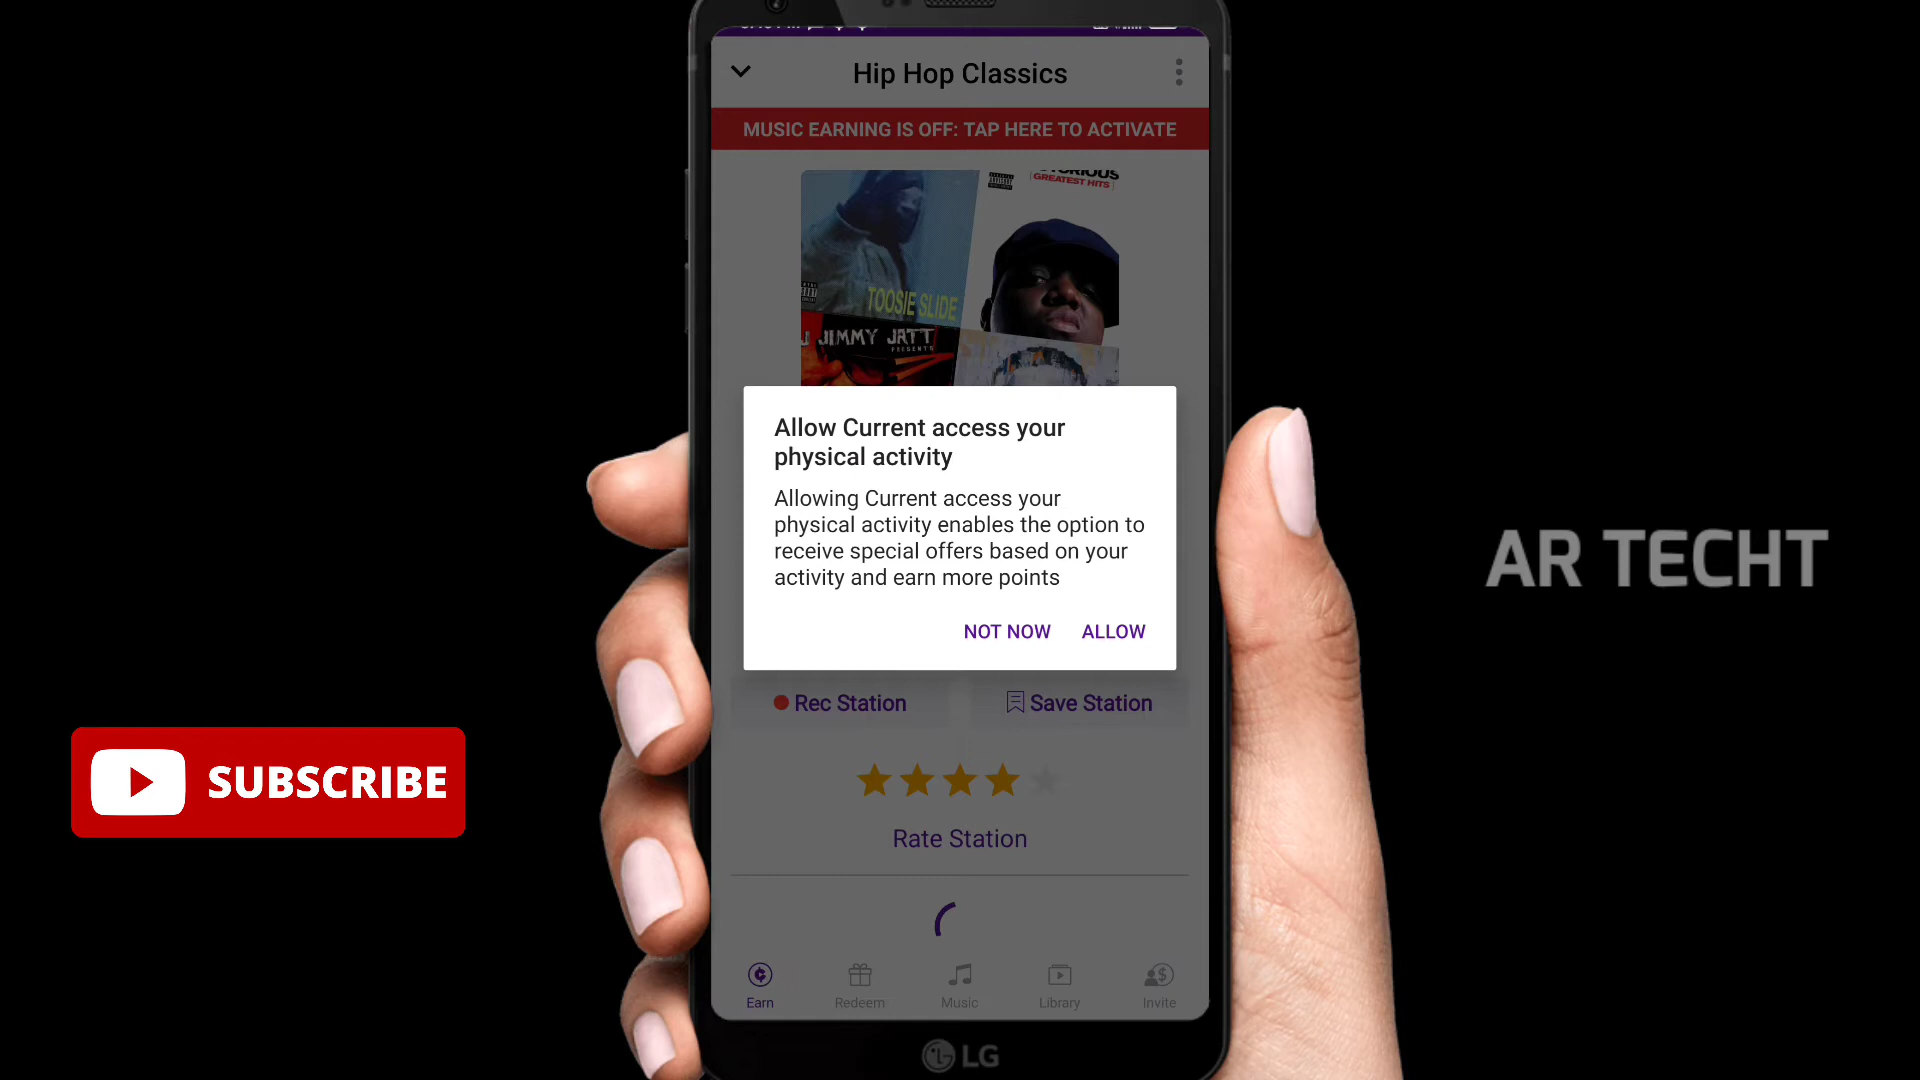 Hip Hop Classics
MUSIC EARNING IS OFF: TAP HERE TO ACTIVATE
GREATEST HITS
TOOSIE SLIDE
JIMMY JATT
PRESENTS
Allow Current access your
physical activity
Allowing Current access your
physical activity enables the option to
receive special offers based on your
activity and earn more points
NOT NOW ALLOW
AR TECHT
Rec Station Save Station
SUBSCRIBE
Rate Station
Earn Redeem Music Library Invite
LG